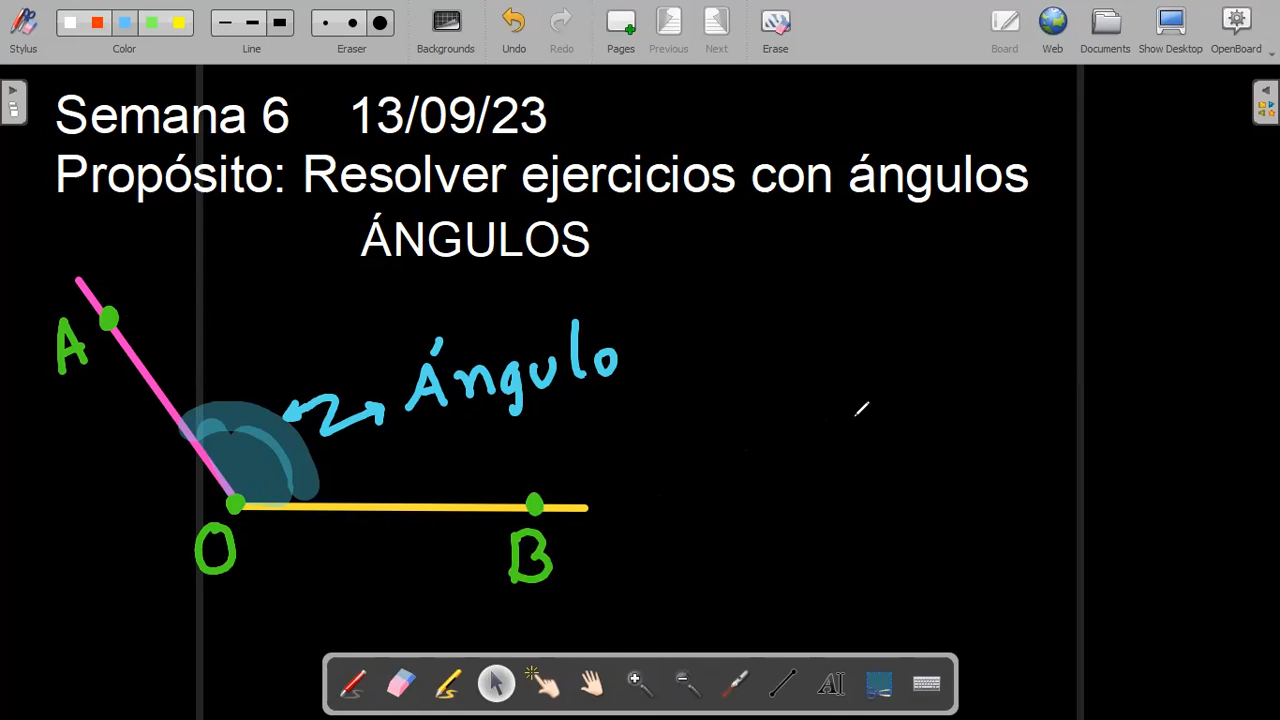 Stylus Color Line Eraser Backgrounds Undo Redo Pages Previous Next Erase Board Web Documents Show Desktop OpenBoard
Semana 6 13/09/23
Propósito: Resolver ejercicios con ángulos
ÁNGULOS
A
Ángulo
O
B
AI